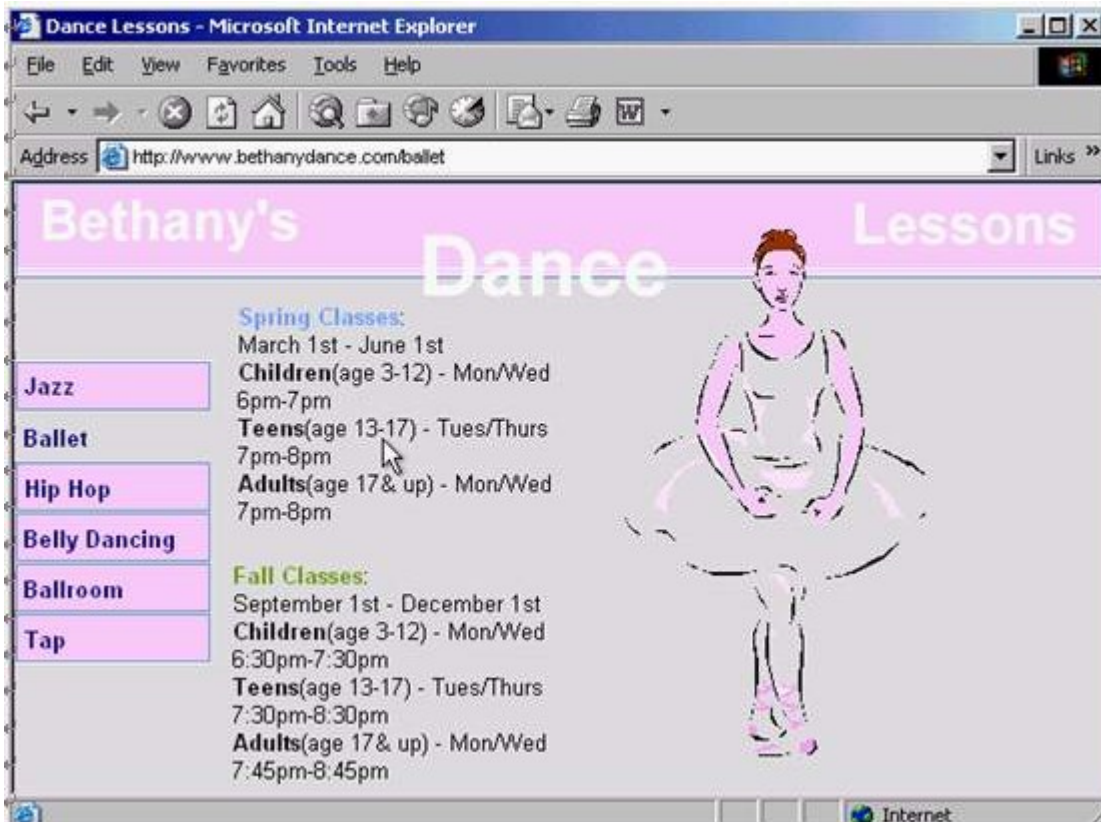 Dance Lessons - Microsoft Internet Explorer
File Edit View Favorites Tools Help
Address http://www.bethanydance.com/ballet Links »
Bethany's Dance Lessons
Jazz
Ballet
Hip Hop
Belly Dancing
Ballroom
Tap
Spring Classes:
March 1st - June 1st
Children(age 3-12) - Mon/Wed
6pm-7pm
Teens(age 13-17) - Tues/Thurs
7pm-8pm
Adults(age 17& up) - Mon/Wed
7pm-8pm
Fall Classes:
September 1st - December 1st
Children(age 3-12) - Mon/Wed
6:30pm-7:30pm
Teens(age 13-17) - Tues/Thurs
7:30pm-8:30pm
Adults(age 17& up) - Mon/Wed
7:45pm-8:45pm
Internet